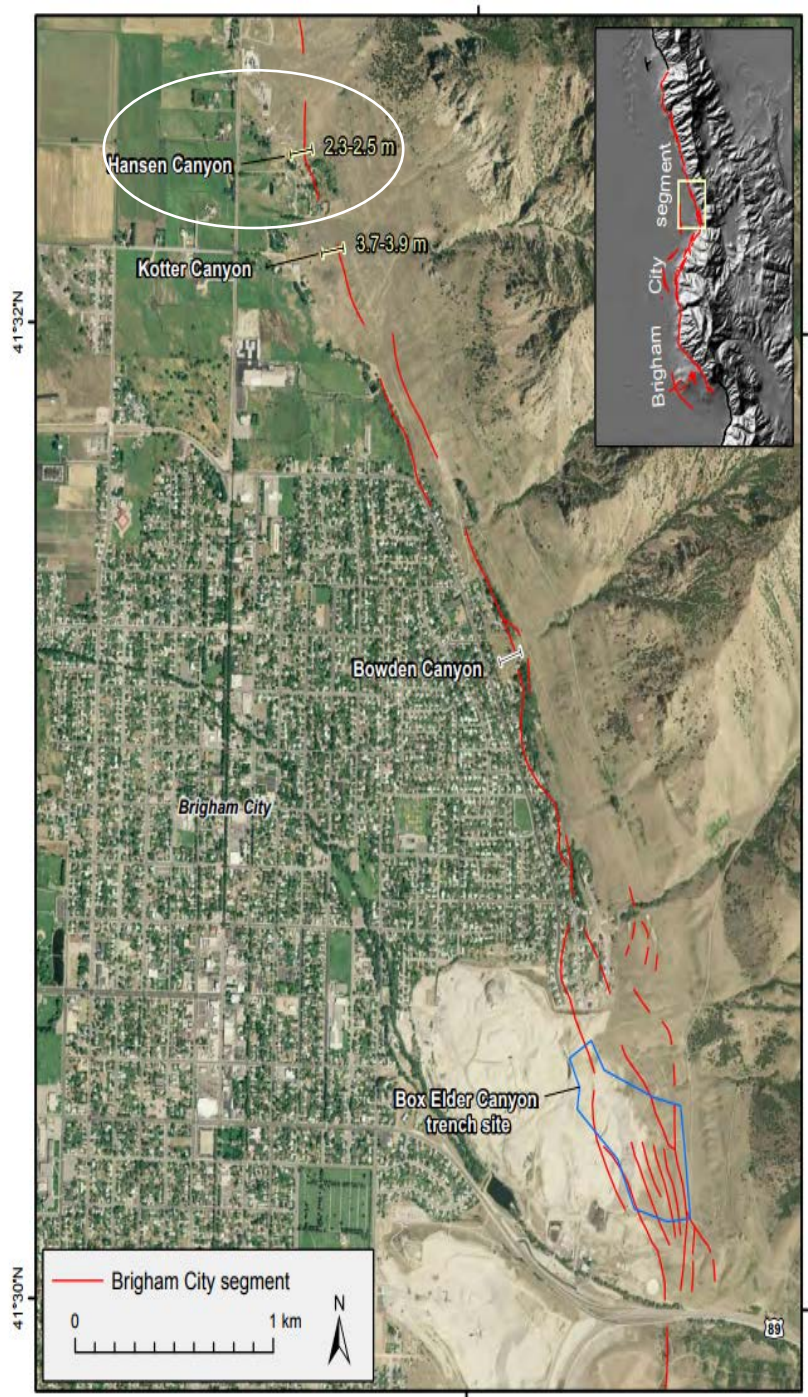 Hansen Canyon
2.3-2.5 m
Kotter Canyon
3.7-3.9 m
41°32'N
Brigham City segment
Bowden Canyon
Brigham City
Box Elder Canyon
trench site
Brigham City segment
0 1 km
N
89
41°30'N